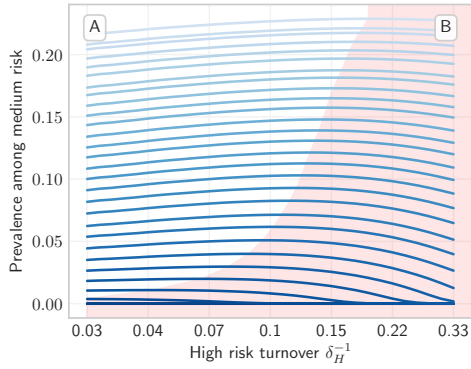 A
B
Prevalence among medium risk
0.20
0.15
0.10
0.05
0.00
0.03 0.04 0.07 0.1 0.15 0.22 0.33
High risk turnover δ_H^{-1}